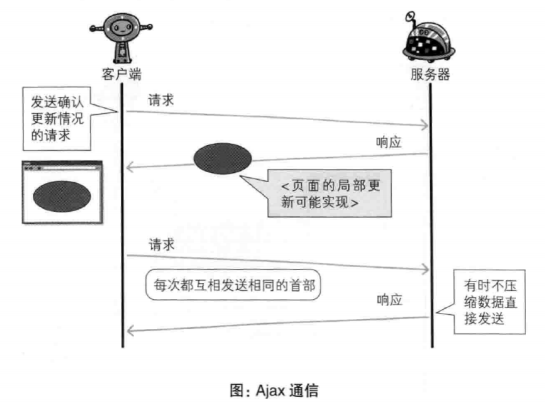 客户端
服务器
发送确认
更新情况
的请求
请求
响应
<页面的局部更
新可能实现>
请求
每次都互相发送相同的首部
响应
有时不压
缩数据直
接发送
图：Ajax 通信